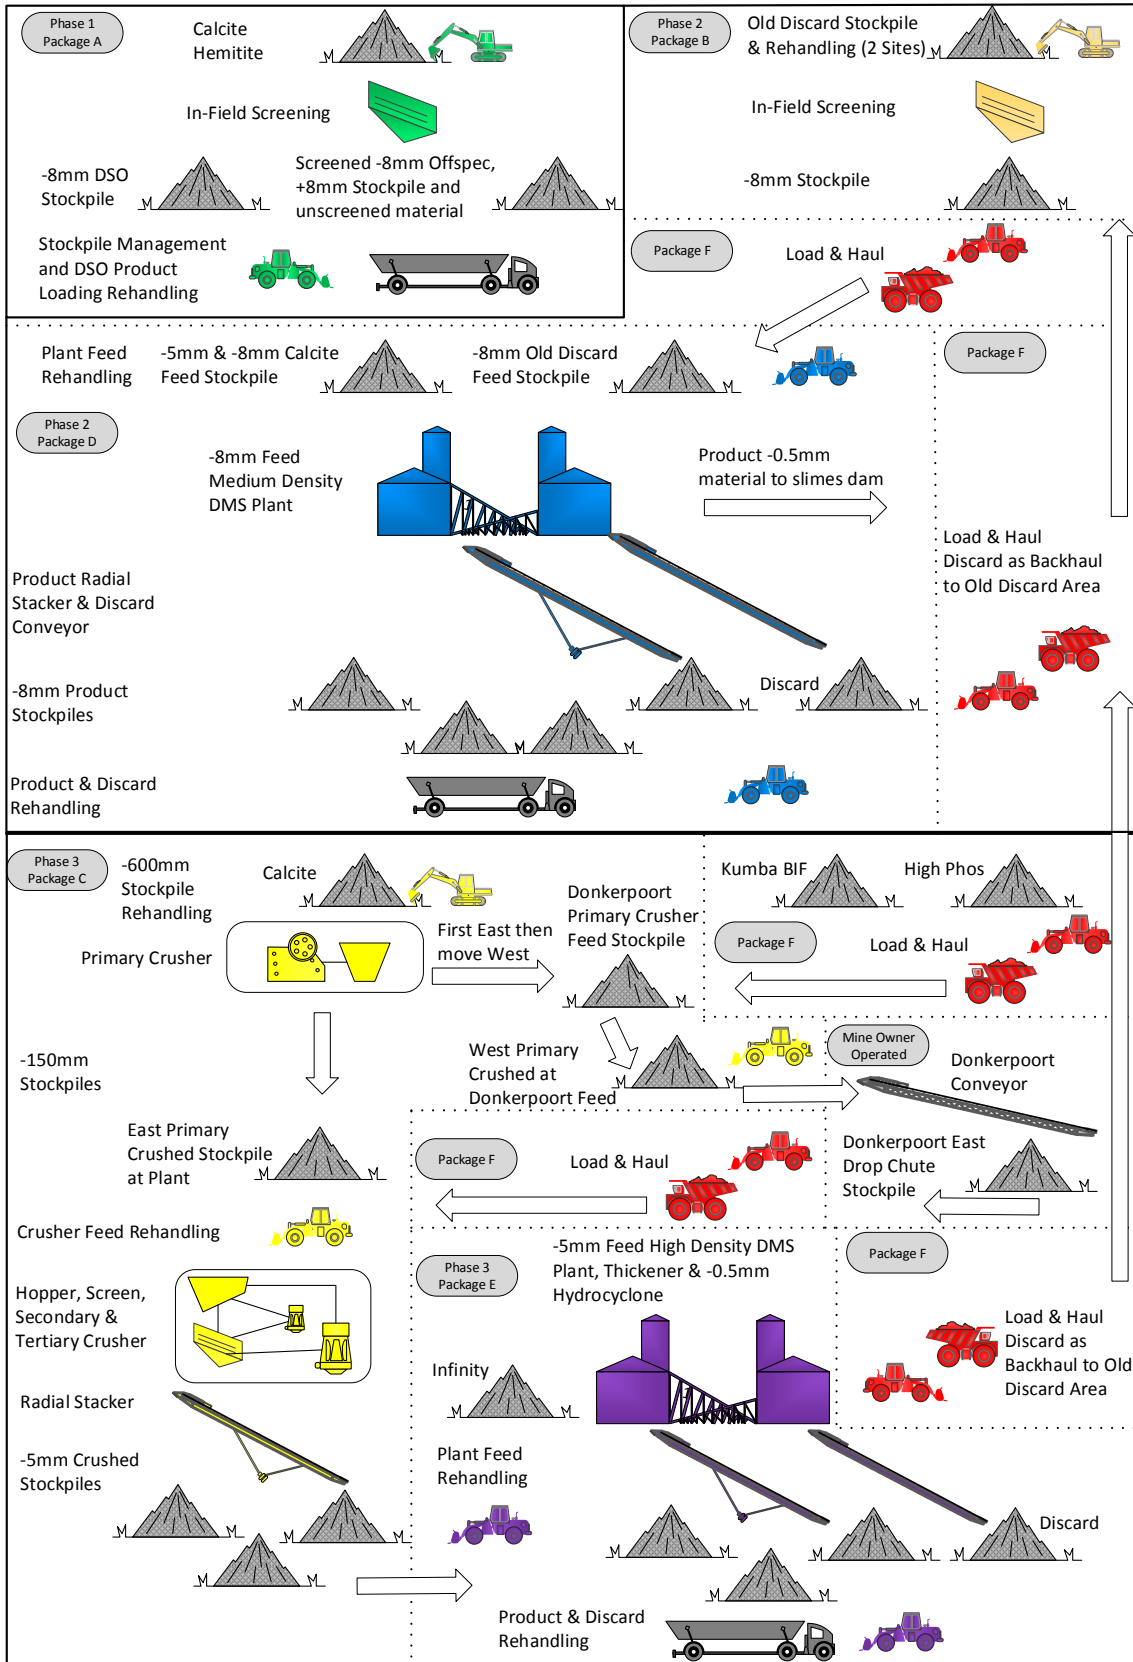 Phase 1
Package A
Calcite
Hemitite
In-Field Screening
-8mm DSO
Stockpile
Screened -8mm Offspec,
+8mm Stockpile and
unscreened material
Stockpile Management
and DSO Product
Loading Rehandling
Phase 2
Package B
Old Discard Stockpile
& Rehandling (2 Sites)
In-Field Screening
-8mm Stockpile
Package F
Load & Haul
Plant Feed
Rehandling
-5mm & -8mm Calcite
Feed Stockpile
-8mm Old Discard
Feed Stockpile
Package F
Phase 2
Package D
-8mm Feed
Medium Density
DMS Plant
Product -0.5mm
material to slimes dam
Load & Haul
Discard as Backhaul
to Old Discard Area
Product Radial
Stacker & Discard
Conveyor
-8mm Product
Stockpiles
Discard
Product & Discard
Rehandling
Phase 3
Package C
-600mm
Stockpile
Rehandling
Calcite
Primary Crusher
First East then
move West
Donkerpoort
Primary Crusher
Feed Stockpile
Kumba BIF
High Phos
Package F
Load & Haul
-150mm
Stockpiles
West Primary
Crushed at
Donkerpoort Feed
Mine Owner
Operated
Donkerpoort
Conveyor
East Primary
Crushed Stockpile
at Plant
Package F
Load & Haul
Donkerpoort East
Drop Chute
Stockpile
Crusher Feed Rehandling
Phase 3
Package E
-5mm Feed High Density DMS
Plant, Thickener & -0.5mm
Hydrocyclone
Package F
Hopper, Screen,
Secondary &
Tertiary Crusher
Load & Haul
Discard as
Backhaul to Old
Discard Area
Infinity
Radial Stacker
-5mm Crushed
Stockpiles
Plant Feed
Rehandling
Discard
Product & Discard
Rehandling